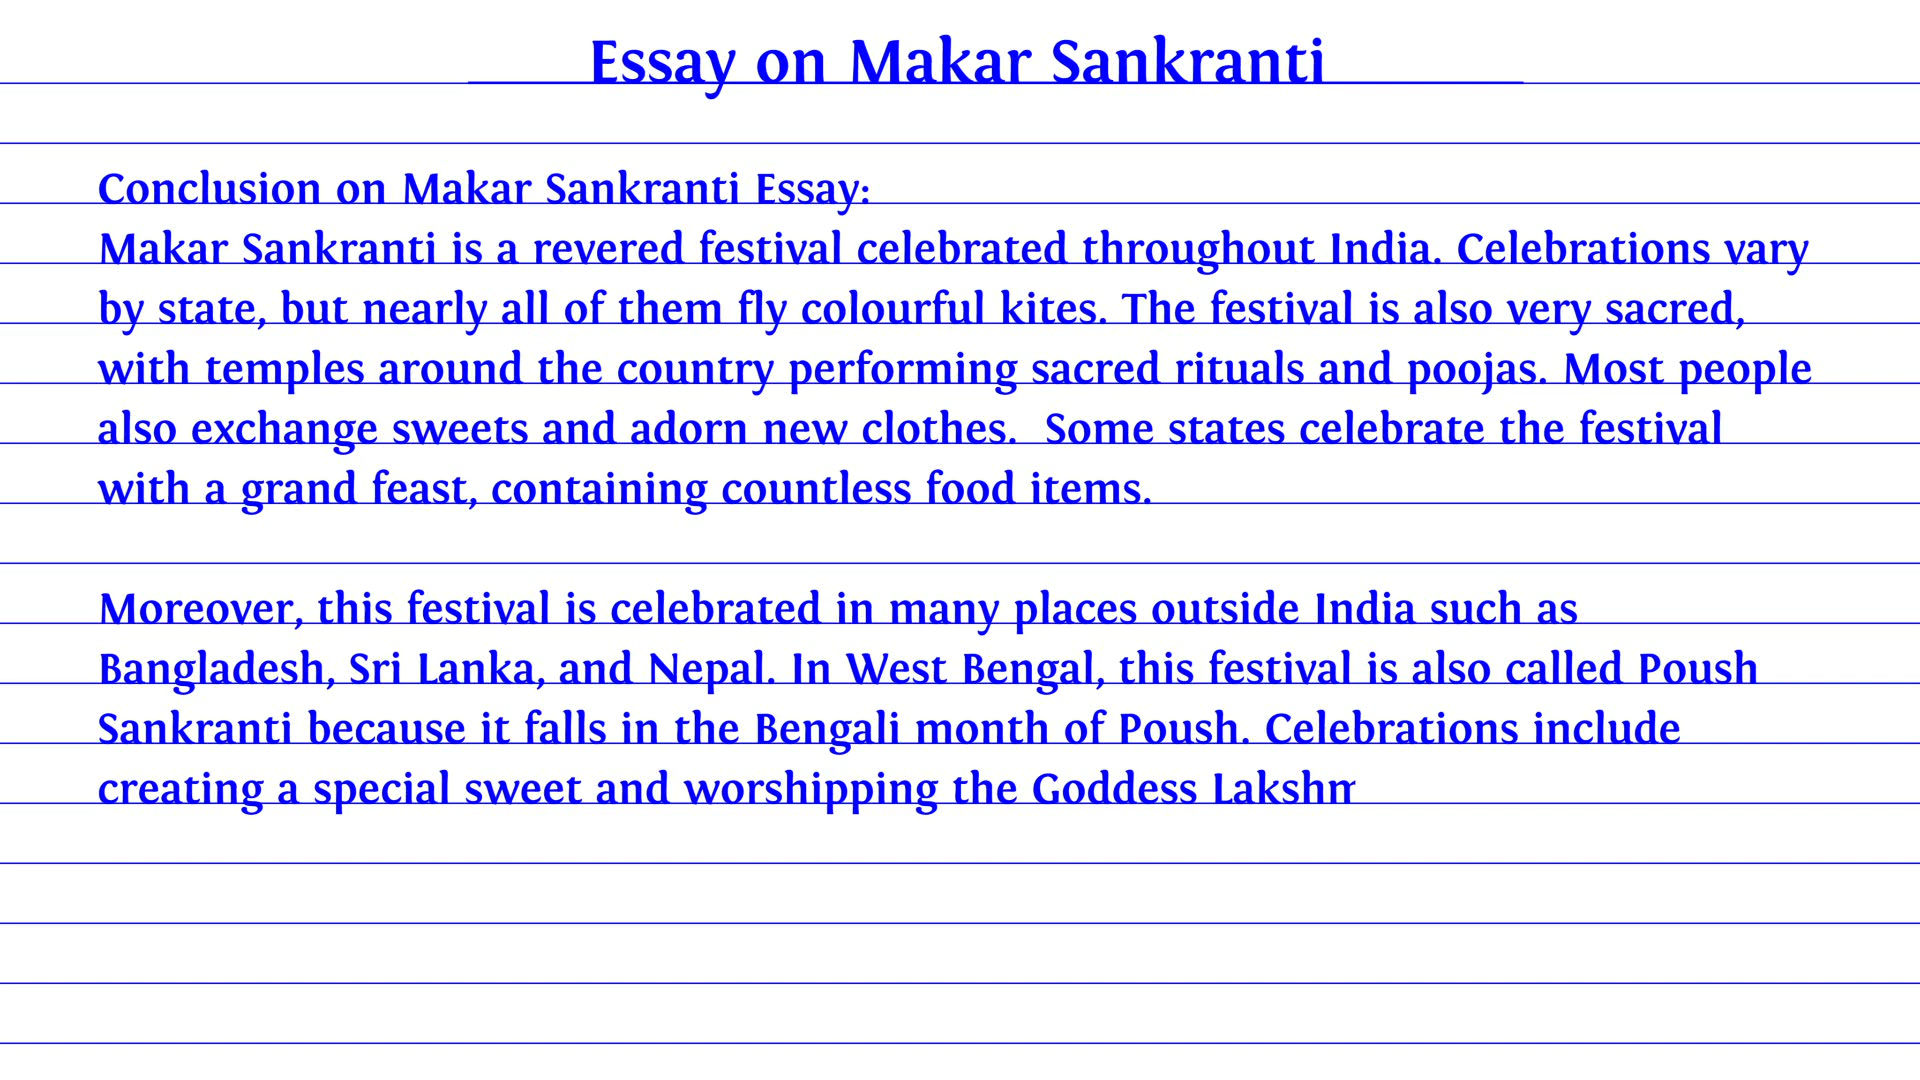 Essay on Makar Sankranti
Conclusion on Makar Sankranti Essay:
Makar Sankranti is a revered festival celebrated throughout India. Celebrations vary
by state, but nearly all of them fly colourful kites. The festival is also very sacred,
with temples around the country performing sacred rituals and poojas. Most people
also exchange sweets and adorn new clothes.  Some states celebrate the festival
with a grand feast, containing countless food items.
Moreover, this festival is celebrated in many places outside India such as
Bangladesh, Sri Lanka, and Nepal. In West Bengal, this festival is also called Poush
Sankranti because it falls in the Bengali month of Poush. Celebrations include
creating a special sweet and worshipping the Goddess